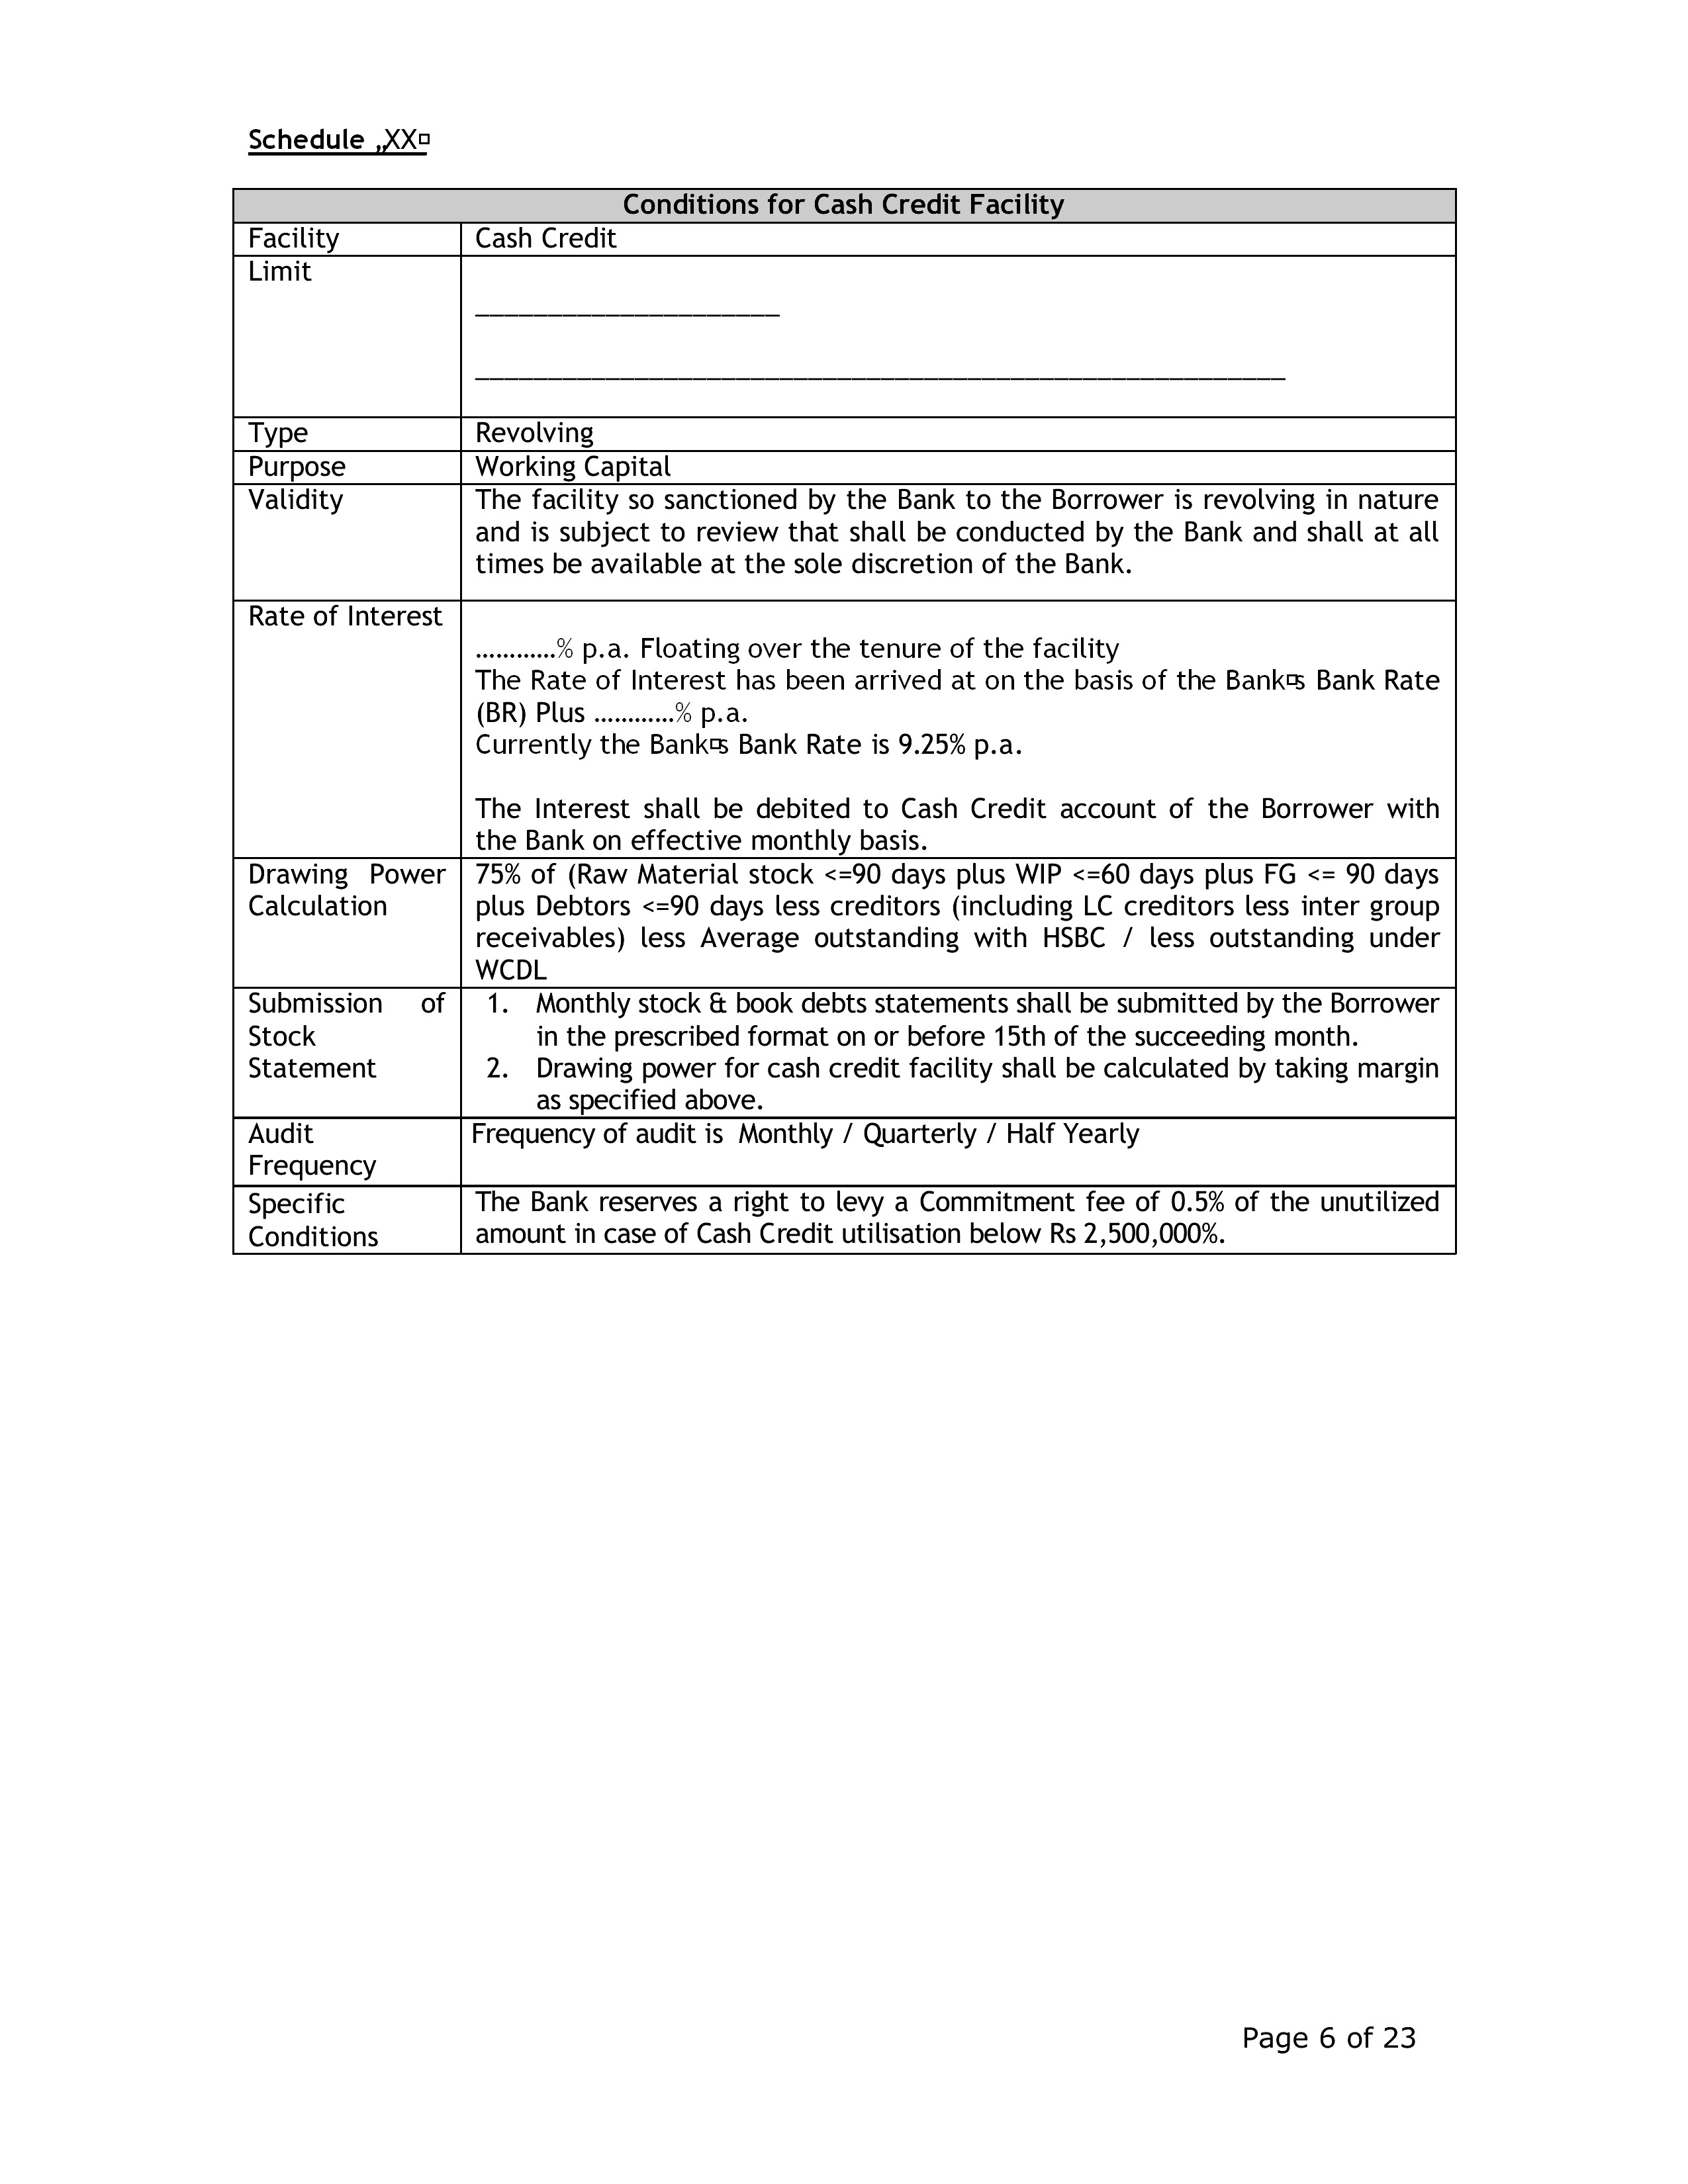 Schedule „XX□
Conditions for Cash Credit Facility
Facility Cash Credit
Limit
_____________________
________________________________________________________
Type Revolving
Purpose Working Capital
Validity The facility so sanctioned by the Bank to the Borrower is revolving in nature
and is subject to review that shall be conducted by the Bank and shall at all
times be available at the sole discretion of the Bank.
Rate of Interest
…………% p.a. Floating over the tenure of the facility
The Rate of Interest has been arrived at on the basis of the Bank□s Bank Rate
(BR) Plus …………% p.a.
Currently the Bank□s Bank Rate is 9.25% p.a.
The Interest shall be debited to Cash Credit account of the Borrower with
the Bank on effective monthly basis.
Drawing Power 75% of (Raw Material stock <=90 days plus WIP <=60 days plus FG <= 90 days
Calculation plus Debtors <=90 days less creditors (including LC creditors less inter group
receivables) less Average outstanding with HSBC / less outstanding under
WCDL
Submission of 1. Monthly stock & book debts statements shall be submitted by the Borrower
Stock in the prescribed format on or before 15th of the succeeding month.
Statement 2. Drawing power for cash credit facility shall be calculated by taking margin
as specified above.
Audit Frequency of audit is Monthly / Quarterly / Half Yearly
Frequency
Specific The Bank reserves a right to levy a Commitment fee of 0.5% of the unutilized
Conditions amount in case of Cash Credit utilisation below Rs 2,500,000%.
Page 6 of 23